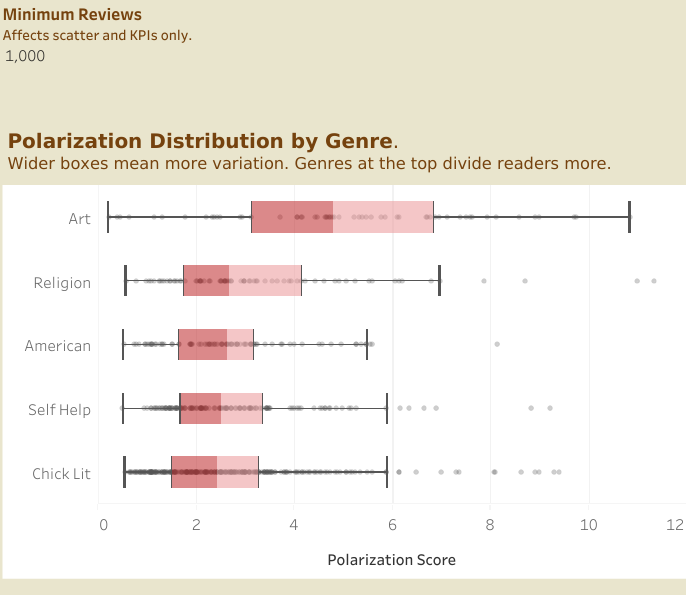 Minimum Reviews
Affects scatter and KPIs only.
1,000
Polarization Distribution by Genre.
Wider boxes mean more variation. Genres at the top divide readers more.
Art
Religion
American
Self Help
Chick Lit
0 2 4 6 8 10 12
Polarization Score